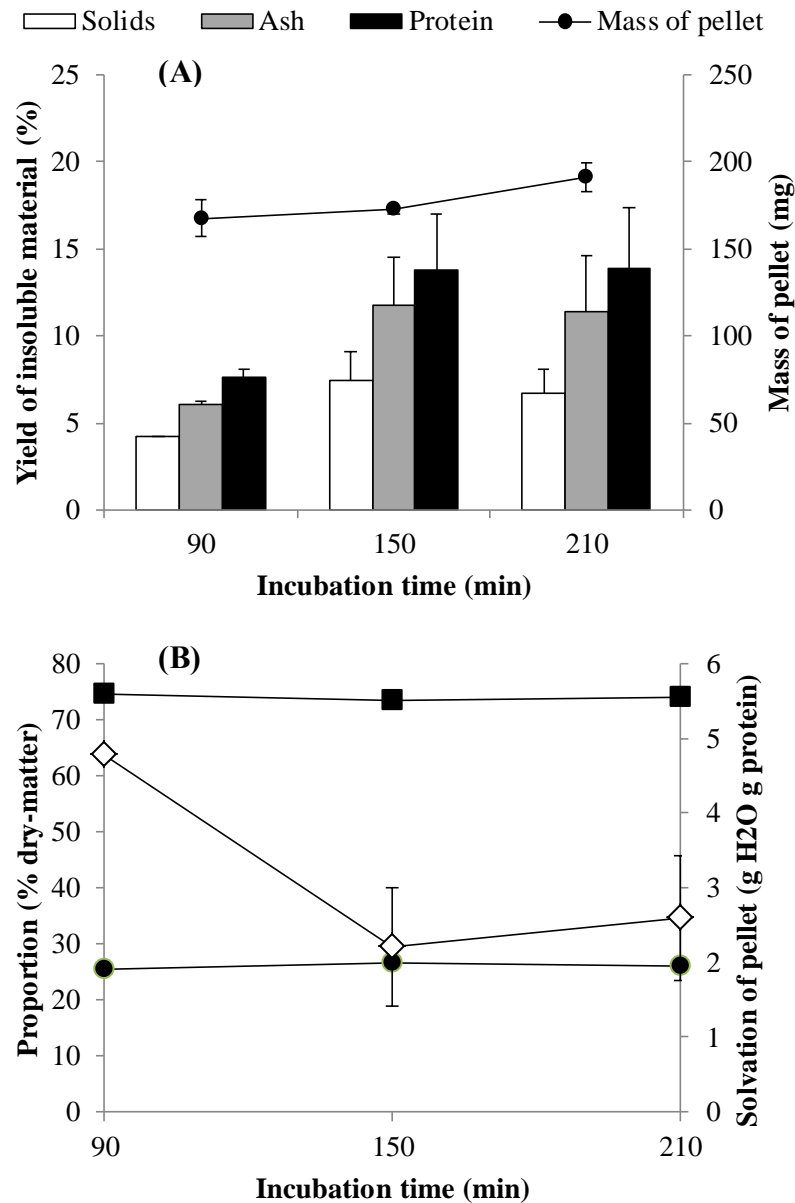 Solids Ash Protein Mass of pellet
(A)
Yield of insoluble material (%)
25
20
15
10
5
0
250
200
150
100
50
0
Mass of pellet (mg)
90 150 210
Incubation time (min)
(B)
Proportion (% dry-matter)
80
70
60
50
40
30
20
10
0
6
5
4
3
2
1
0
Solvation of pellet (g H2O g protein)
90 150 210
Incubation time (min)